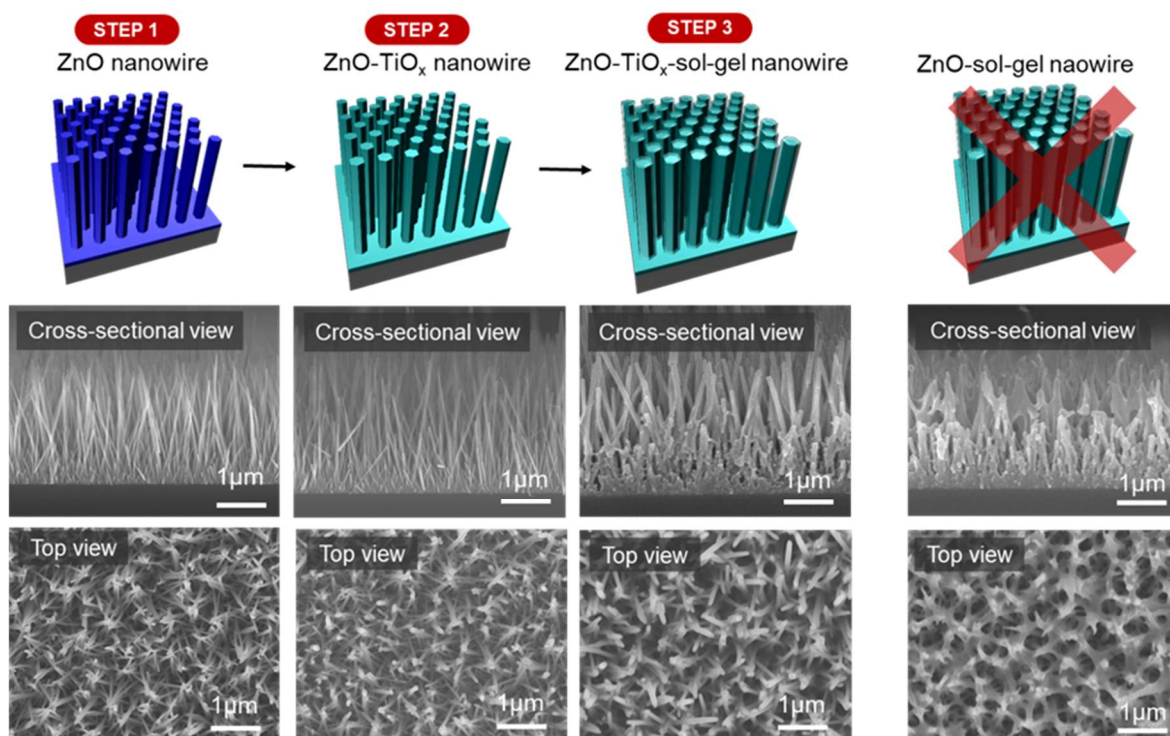 STEP 1
ZnO nanowire
STEP 2
ZnO-TiOₓ nanowire
STEP 3
ZnO-TiOₓ-sol-gel nanowire
ZnO-sol-gel naowire
Cross-sectional view
1μm
Cross-sectional view
1μm
Cross-sectional view
1μm
Cross-sectional view
1μm
Top view
1μm
Top view
1μm
Top view
1μm
Top view
1μm